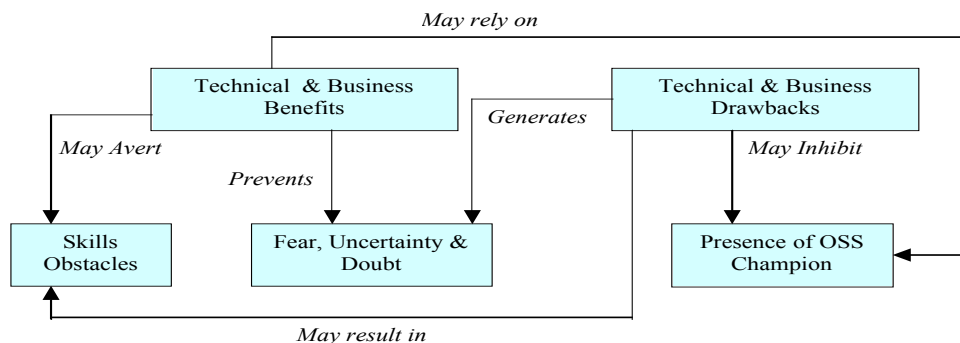 May rely on
Technical & Business
Benefits
Technical & Business
Drawbacks
Generates
May Avert
May Inhibit
Prevents
Skills
Obstacles
Fear, Uncertainty &
Doubt
Presence of OSS
Champion
May result in